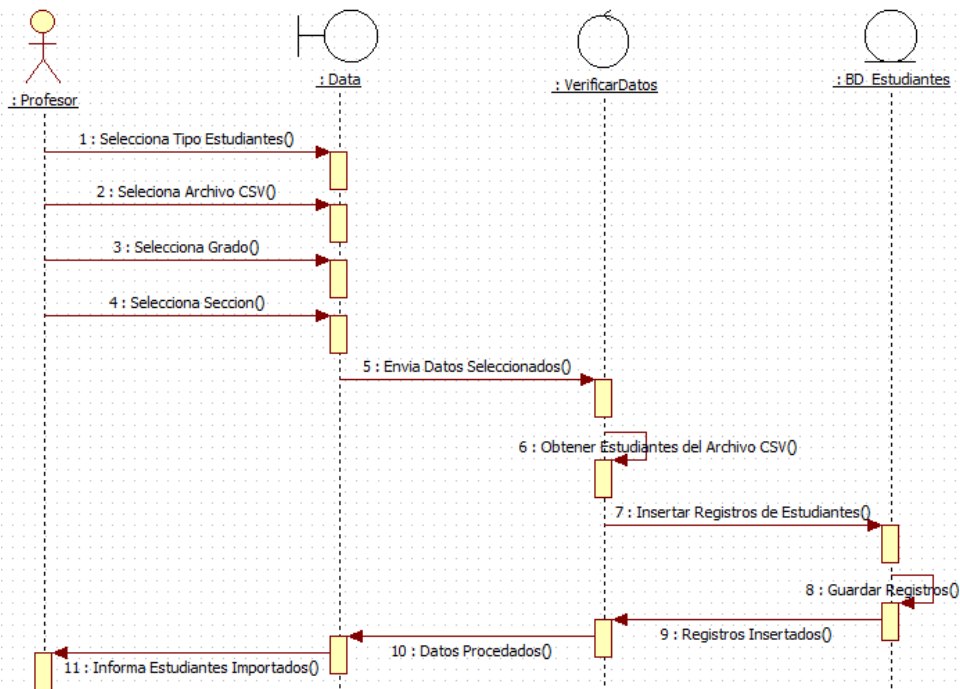 : Profesor
: Data
: VerificarDatos
: BD_Estudiantes
1 : Selecciona Tipo Estudiantes()
2 : Seleciona Archivo CSV()
3 : Selecciona Grado()
4 : Selecciona Seccion()
5 : Envia Datos Seleccionados()
6 : Obtener Estudiantes del Archivo CSV()
7 : Insertar Registros de Estudiantes()
8 : Guardar Registros()
9 : Registros Insertados()
10 : Datos Procedados()
11 : Informa Estudiantes Importados()